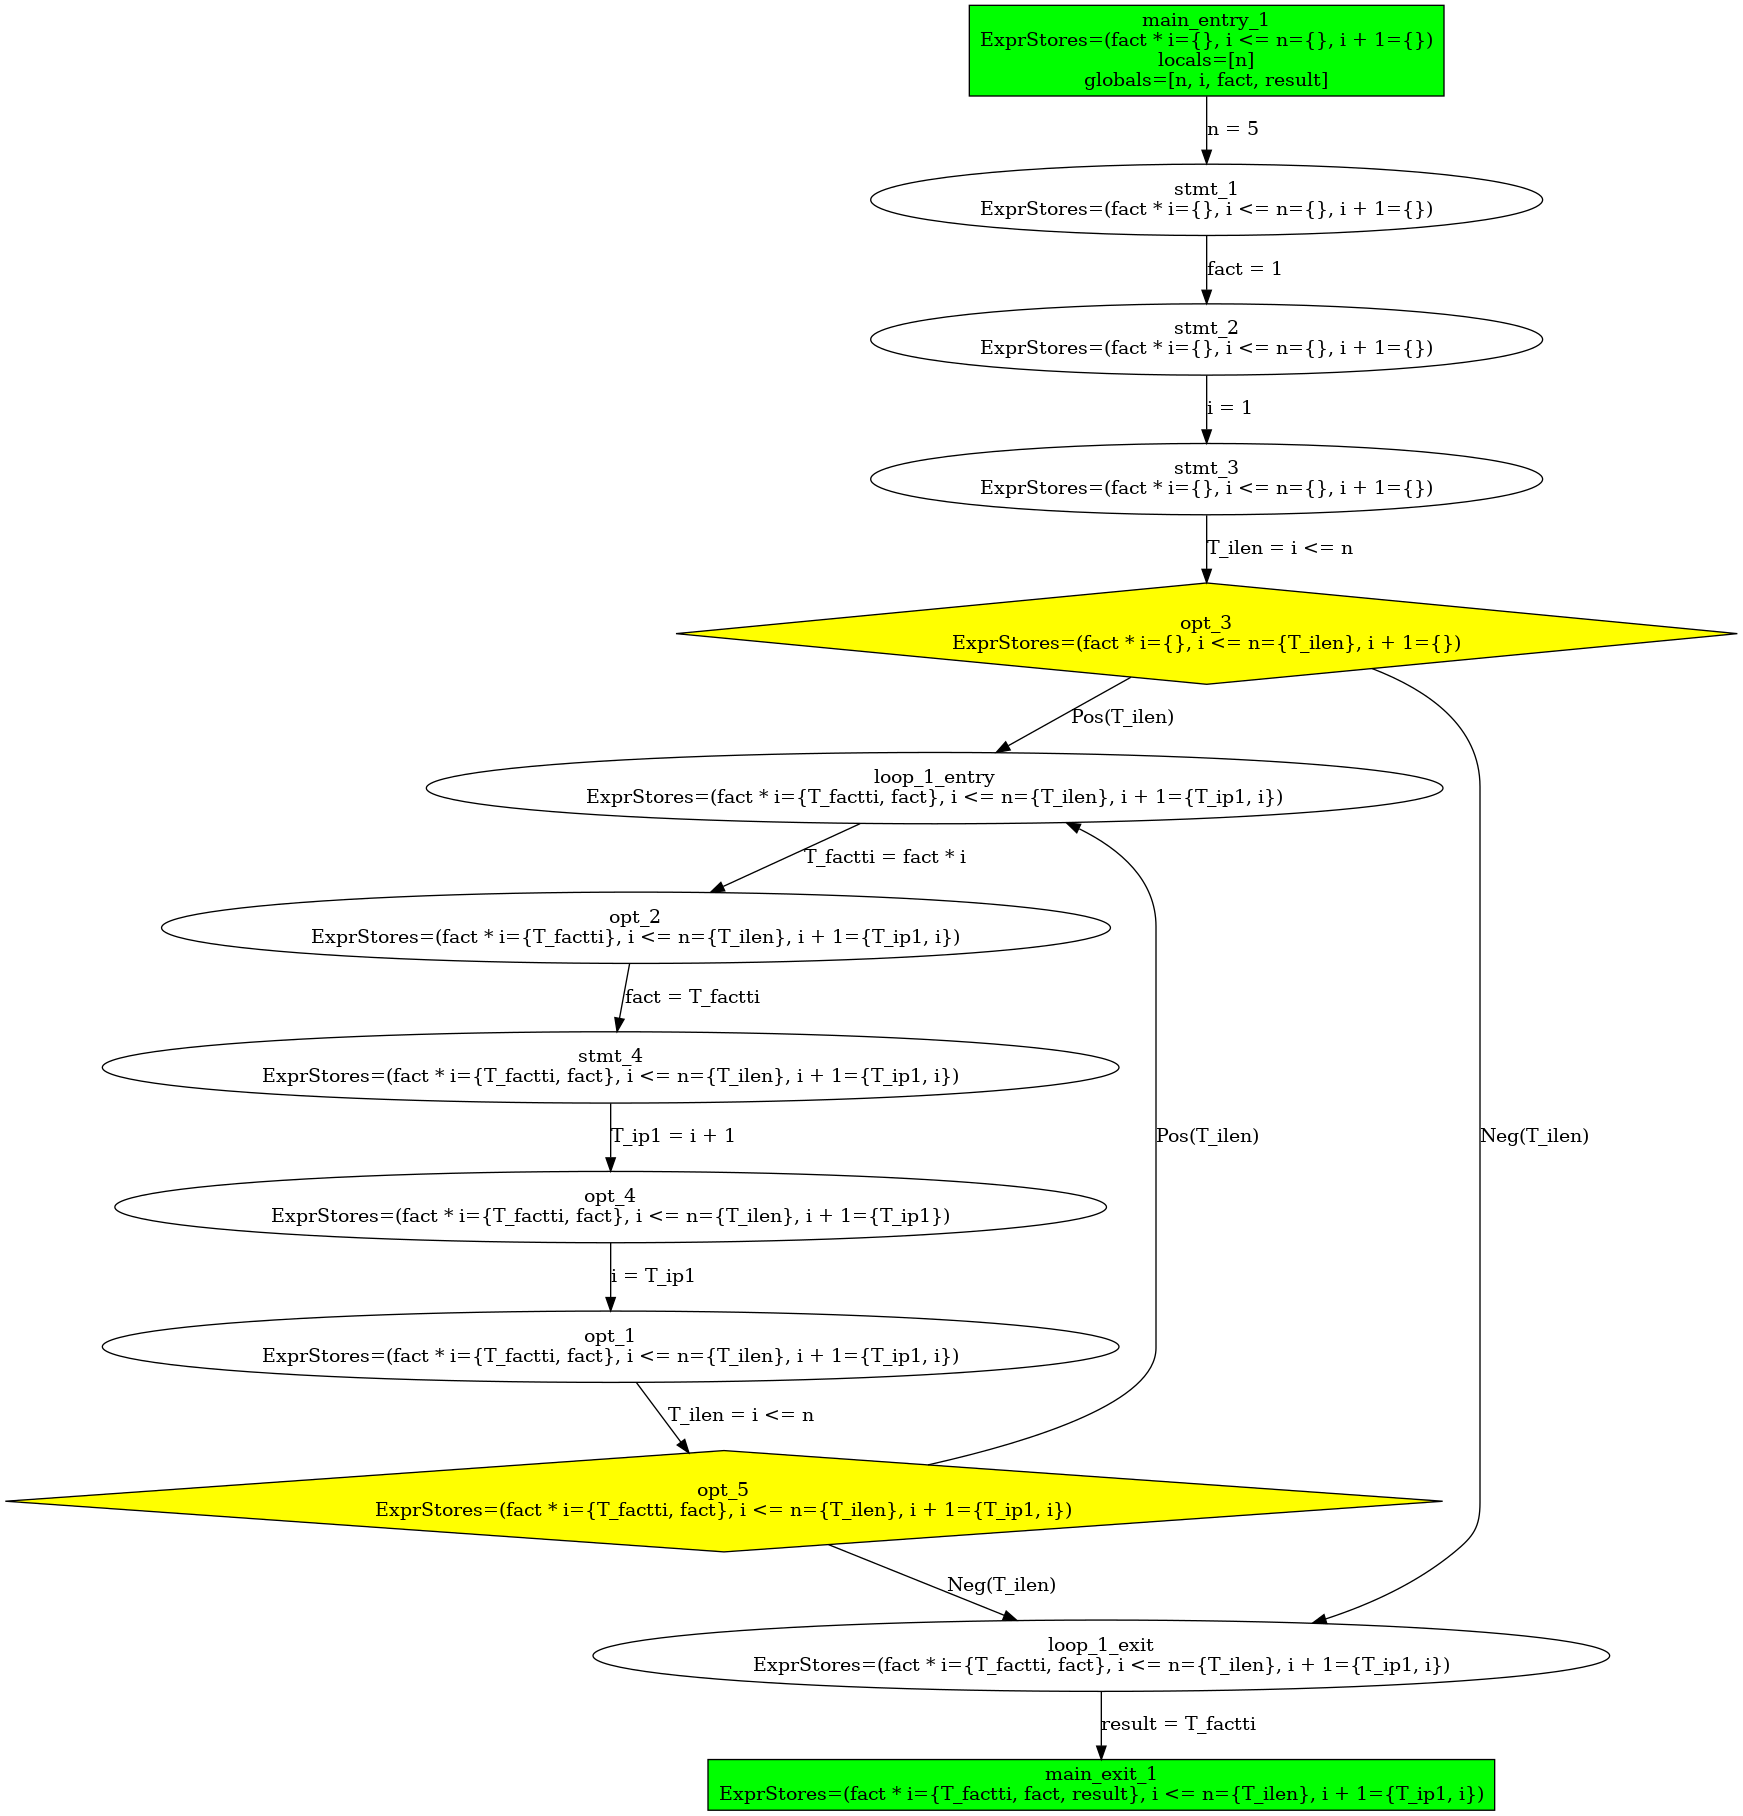 main_entry_1
ExprStores=(fact * i={}, i <= n={}, i + 1={})
locals=[n]
globals=[n, i, fact, result]
n = 5
stmt_1
ExprStores=(fact * i={}, i <= n={}, i + 1={})
fact = 1
stmt_2
ExprStores=(fact * i={}, i <= n={}, i + 1={})
i = 1
stmt_3
ExprStores=(fact * i={}, i <= n={}, i + 1={})
T_ilen = i <= n
opt_3
ExprStores=(fact * i={}, i <= n={T_ilen}, i + 1={})
Pos(T_ilen)
loop_1_entry
ExprStores=(fact * i={T_factti, fact}, i <= n={T_ilen}, i + 1={T_ip1, i})
T_factti = fact * i
opt_2
ExprStores=(fact * i={T_factti}, i <= n={T_ilen}, i + 1={T_ip1, i})
fact = T_factti
stmt_4
ExprStores=(fact * i={T_factti, fact}, i <= n={T_ilen}, i + 1={T_ip1, i})
T_ip1 = i + 1
Pos(T_ilen)
Neg(T_ilen)
opt_4
ExprStores=(fact * i={T_factti, fact}, i <= n={T_ilen}, i + 1={T_ip1})
i = T_ip1
opt_1
ExprStores=(fact * i={T_factti, fact}, i <= n={T_ilen}, i + 1={T_ip1, i})
T_ilen = i <= n
opt_5
ExprStores=(fact * i={T_factti, fact}, i <= n={T_ilen}, i + 1={T_ip1, i})
Neg(T_ilen)
loop_1_exit
ExprStores=(fact * i={T_factti, fact}, i <= n={T_ilen}, i + 1={T_ip1, i})
result = T_factti
main_exit_1
ExprStores=(fact * i={T_factti, fact, result}, i <= n={T_ilen}, i + 1={T_ip1, i})